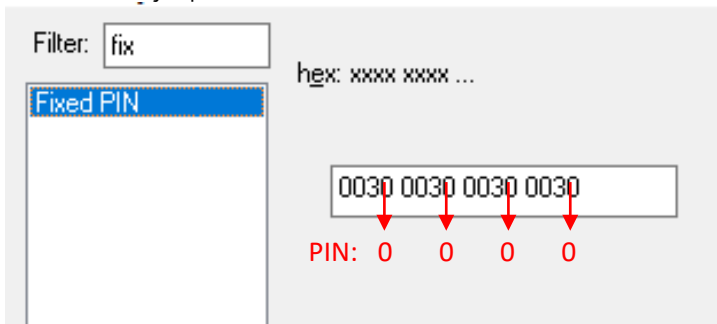 Filter: fix
hex: xxxx xxxx ...
Fixed PIN
0030 0030 0030 0030
PIN: 0 0 0 0